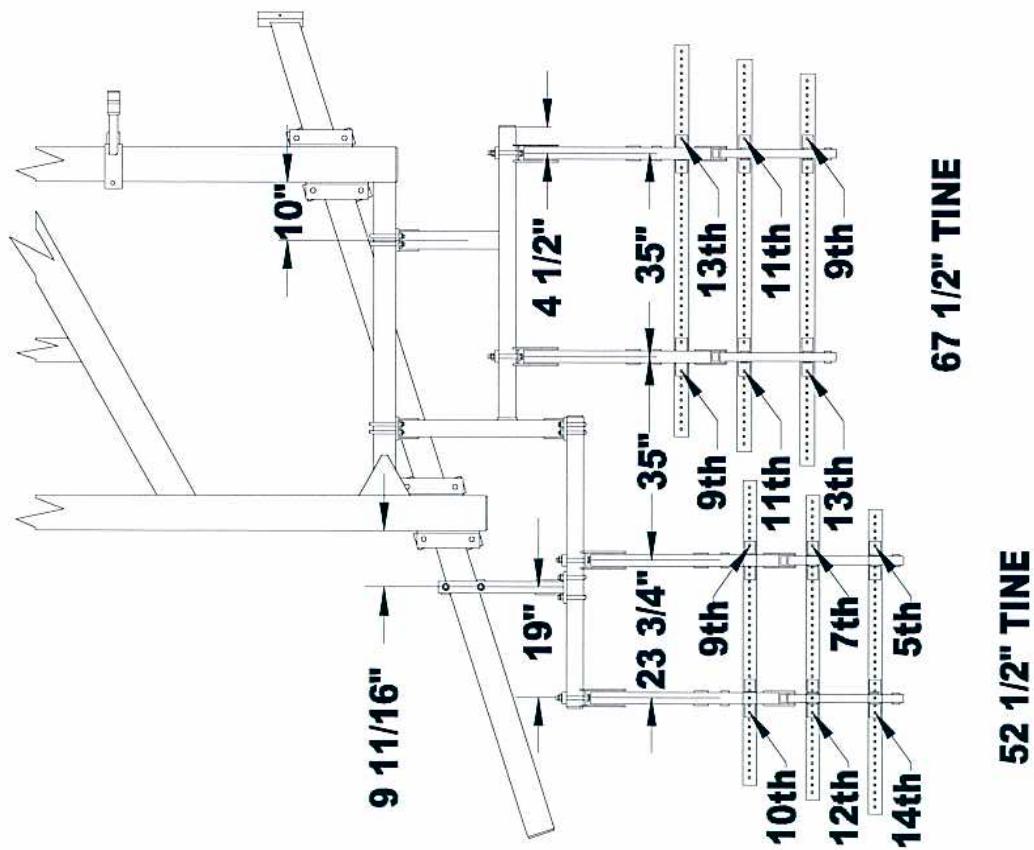 10"
4 1/2"
35"
13th
11th
9th
67 1/2" TINE
35"
9th
11th
13th
9 11/16"
19"
23 3/4"
9th
7th
5th
10th
12th
14th
52 1/2" TINE